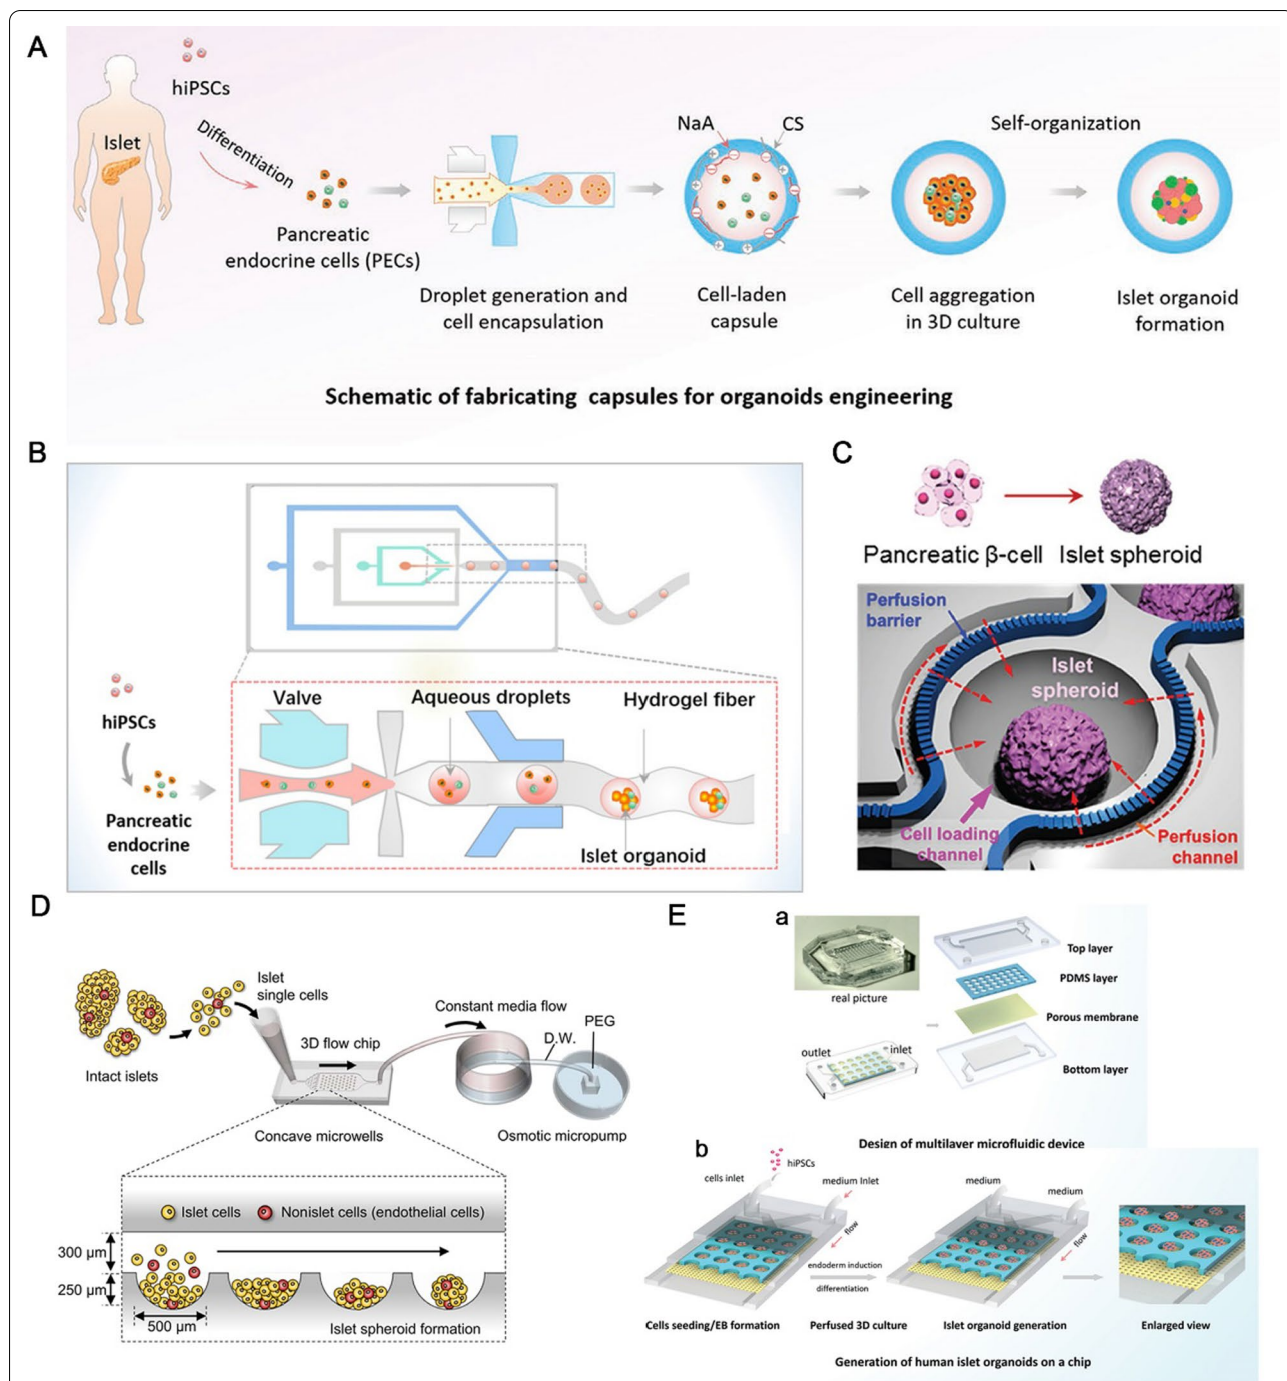 A
hiPSCs
Islet
Differentiation
Pancreatic
endocrine cells (PECs)
Droplet generation and
cell encapsulation
NaA
CS
Cell-laden
capsule
Self-organization
Cell aggregation
in 3D culture
Islet organoid
formation
Schematic of fabricating capsules for organoids engineering
B
hiPSCs
Pancreatic
endocrine
cells
Valve
Aqueous droplets
Hydrogel fiber
Islet organoid
C
Pancreatic β-cell
Islet spheroid
Perfusion
barrier
Islet
spheroid
Cell loading
channel
Perfusion
channel
D
Intact islets
Islet
single cells
3D flow chip
Constant media flow
D.W.
PEG
Concave microwells
Osmotic micropump
Islet cells
Nonislet cells (endothelial cells)
300 µm
250 µm
500 µm
Islet spheroid formation
E
a
real picture
outlet
inlet
Top layer
PDMS layer
Porous membrane
Bottom layer
Design of multilayer microfluidic device
b
hiPSCs
cells inlet
medium Inlet
flow
endoderm induction
differentiation
medium
medium
flow
Cells seeding/EB formation
Perfused 3D culture
Islet organoid generation
Enlarged view
Generation of human islet organoids on a chip